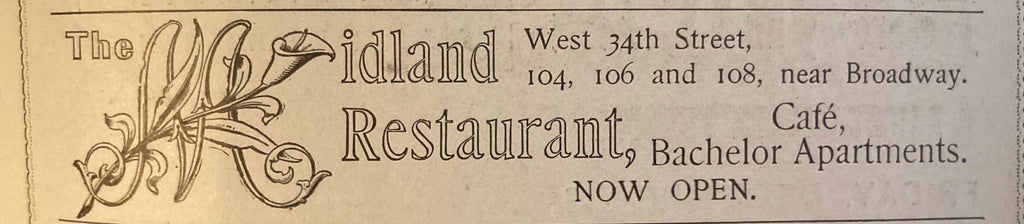 The Midland
Restaurant,
West 34th Street,
104, 106 and 108, near Broadway.
Café,
Bachelor Apartments.
NOW OPEN.